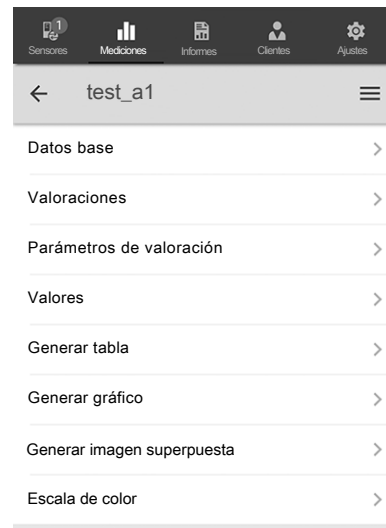 1
Sensores Mediciones Informes Clientes Ajustes
test_a1
Datos base
Valoraciones
Parámetros de valoración
Valores
Generar tabla
Generar gráfico
Generar imagen superpuesta
Escala de color